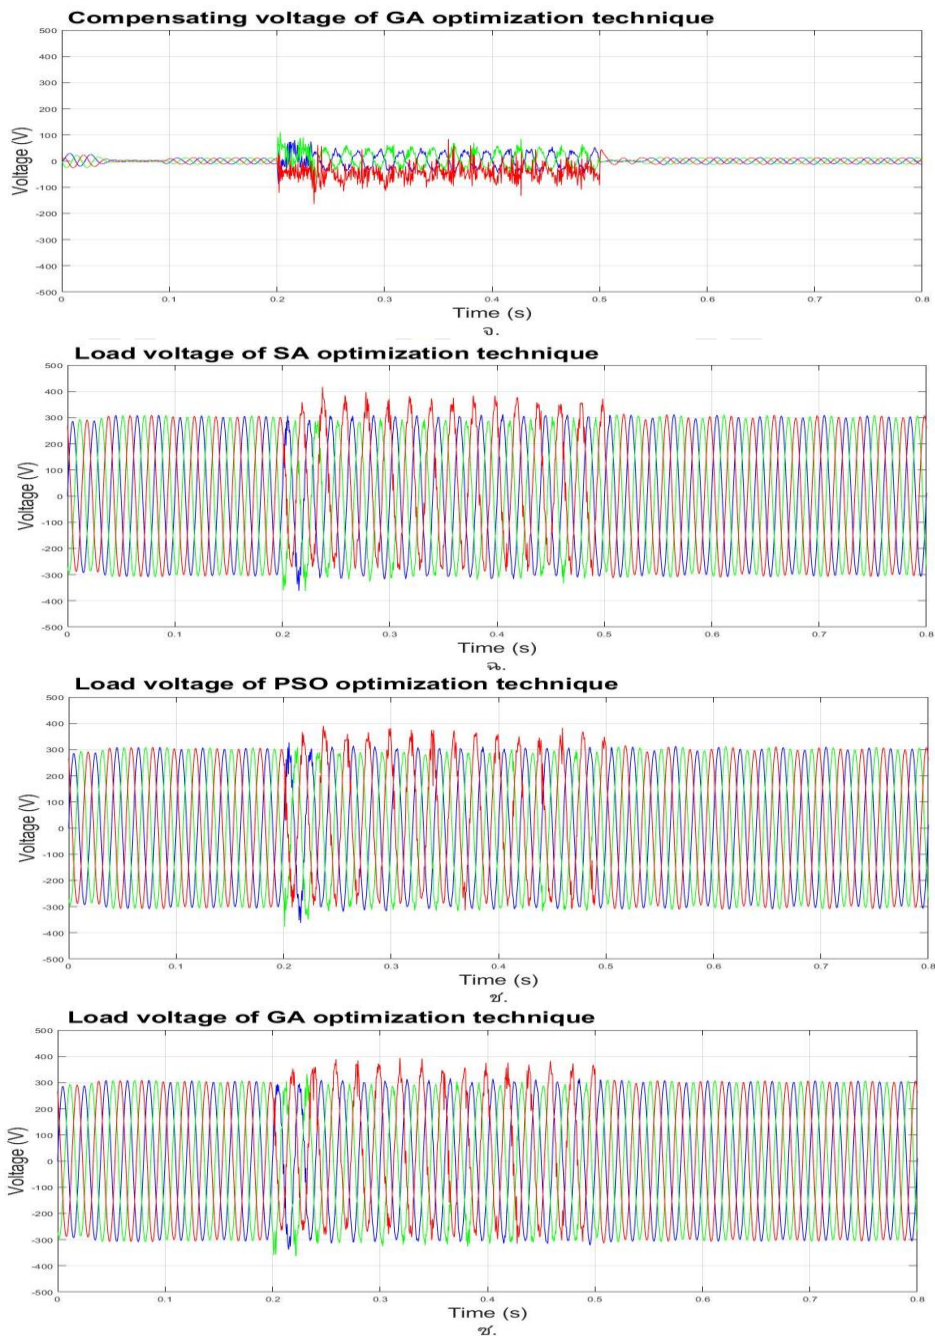 Compensating voltage of GA optimization technique
500
400
300
200
100
0
-100
-200
-300
-400
-500
Voltage (V)
0 0.1 0.2 0.3 0.4 0.5 0.6 0.7 0.8
Time (s)
จ.
Load voltage of SA optimization technique
500
400
300
200
100
0
-100
-200
-300
-400
-500
Voltage (V)
0 0.1 0.2 0.3 0.4 0.5 0.6 0.7 0.8
Time (s)
ฉ.
Load voltage of PSO optimization technique
500
400
300
200
100
0
-100
-200
-300
-400
-500
Voltage (V)
0 0.1 0.2 0.3 0.4 0.5 0.6 0.7 0.8
Time (s)
ช.
Load voltage of GA optimization technique
500
400
300
200
100
0
-100
-200
-300
-400
-500
Voltage (V)
0 0.1 0.2 0.3 0.4 0.5 0.6 0.7 0.8
Time (s)
ซ.